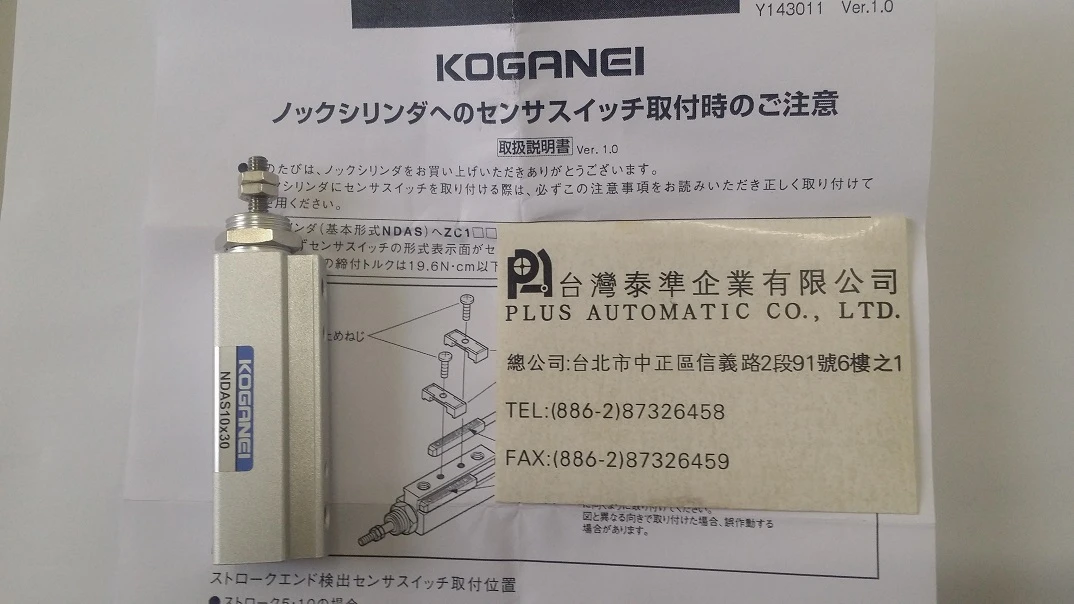 Y143011 Ver.1.0
KOGANEI
ノックシリンダへのセンサスイッチ取付時のご注意
取扱説明書 Ver. 1.0
のたびは、ノックシリンダをお買い上げいただきありがとうございます。
クシリンダにセンサスイッチを取り付ける際は、必ずこの注意事項をお読みいただき正しく取り付けて
用ください。
ンダ(基本形式NDAS)へZC1□□
ずセンサスイッチの形式表示面がセ
の締付トルクは19.6N·cm以下
ためねじ
KOGANEI
NDAS10x30
台灣泰準企業有限公司
PLUS AUTOMATIC CO., LTD.
總公司:台北市中正區信義路2段91號6樓之1
TEL:(886-2)87326458
FAX:(886-2)87326459
図と異なる向きで取り付けた場合、誤作動する
場合があります。
ストロークエンド検出センサスイッチ取付位置
●ストローク5・10の場合